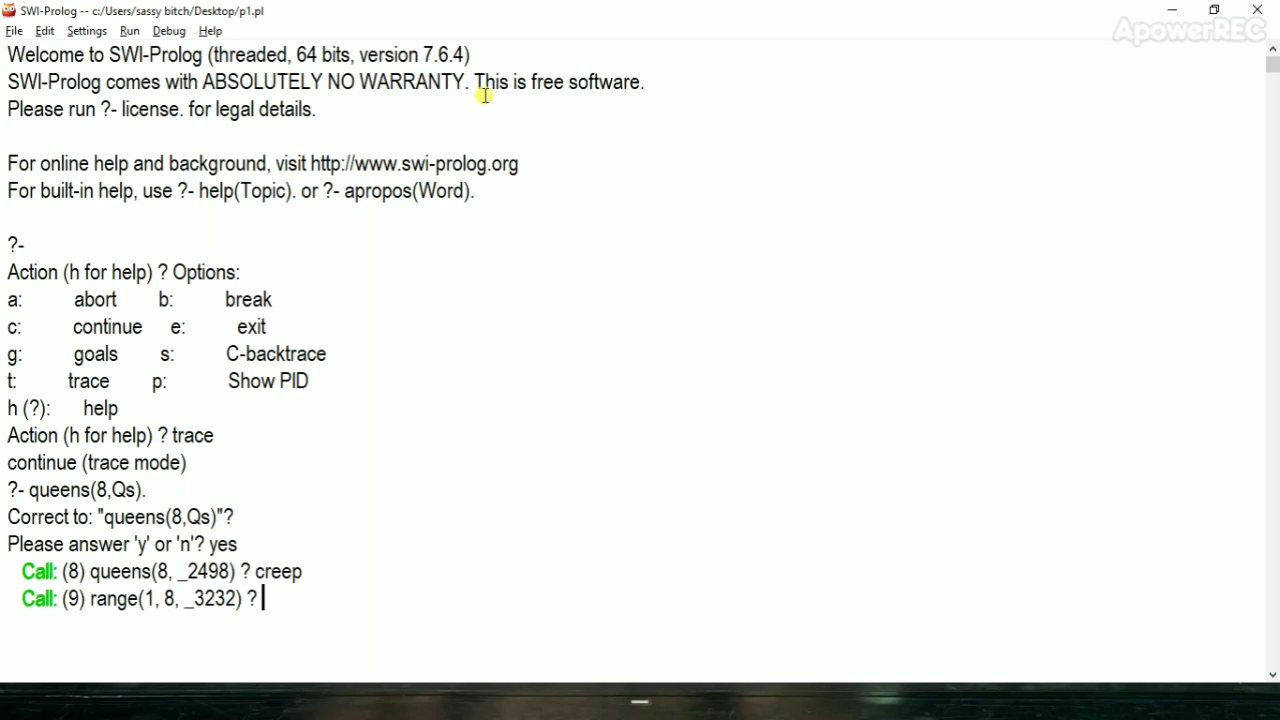 SWI-Prolog -- c:/Users/sassy bitch/Desktop/p1.pl
File Edit Settings Run Debug Help
ApowerREC
Welcome to SWI-Prolog (threaded, 64 bits, version 7.6.4)
SWI-Prolog comes with ABSOLUTELY NO WARRANTY. This is free software.
Please run ?- license. for legal details.
For online help and background, visit http://www.swi-prolog.org
For built-in help, use ?- help(Topic). or ?- apropos(Word).
?-
Action (h for help) ? Options:
a: abort b: break
c: continue e: exit
g: goals s: C-backtrace
t: trace p: Show PID
h (?): help
Action (h for help) ? trace
continue (trace mode)
?- queens(8,Qs).
Correct to: "queens(8,Qs)"?
Please answer 'y' or 'n'? yes
Call: (8) queens(8, _2498) ? creep
Call: (9) range(1, 8, _3232) ?